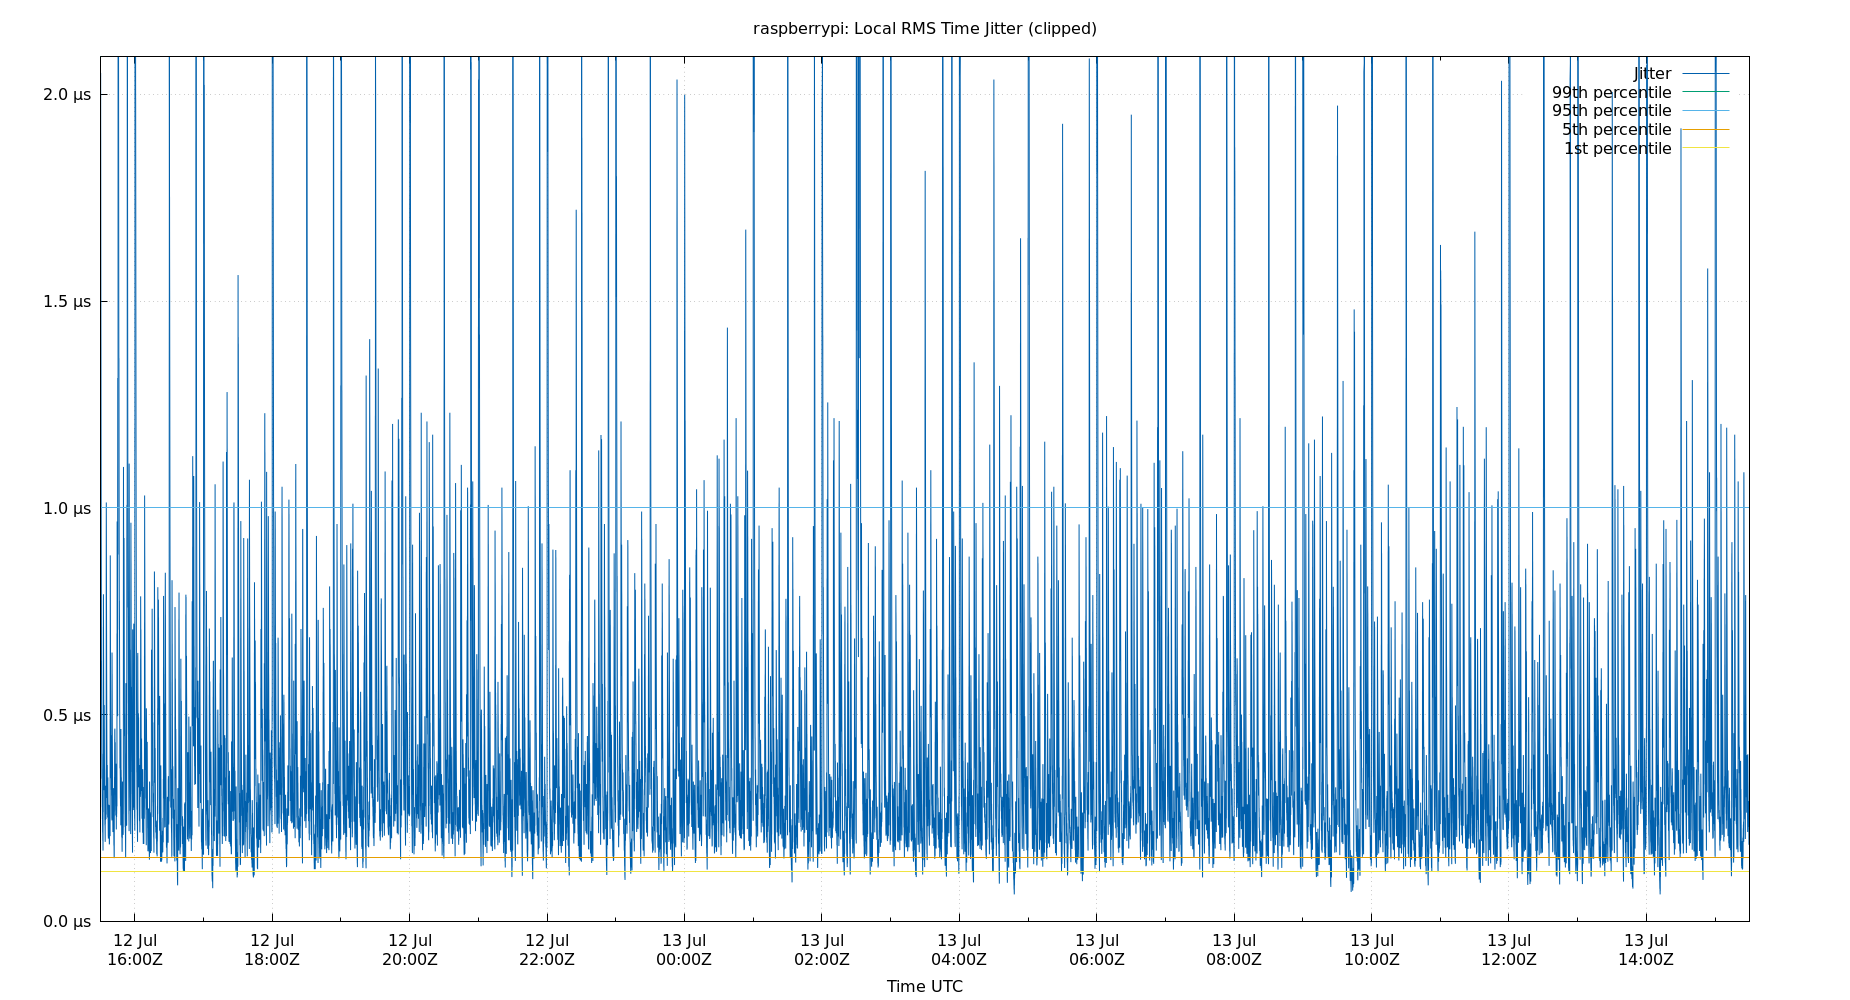 raspberrypi: Local RMS Time Jitter (clipped)
2.0 μs
1.5 μs
1.0 μs
0.5 μs
0.0 μs
Jitter
99th percentile
95th percentile
5th percentile
1st percentile
12 Jul 12 Jul 12 Jul 12 Jul 13 Jul 13 Jul 13 Jul 13 Jul 13 Jul 13 Jul 13 Jul 13 Jul
16:00Z 18:00Z 20:00Z 22:00Z 00:00Z 02:00Z 04:00Z 06:00Z 08:00Z 10:00Z 12:00Z 14:00Z
Time UTC